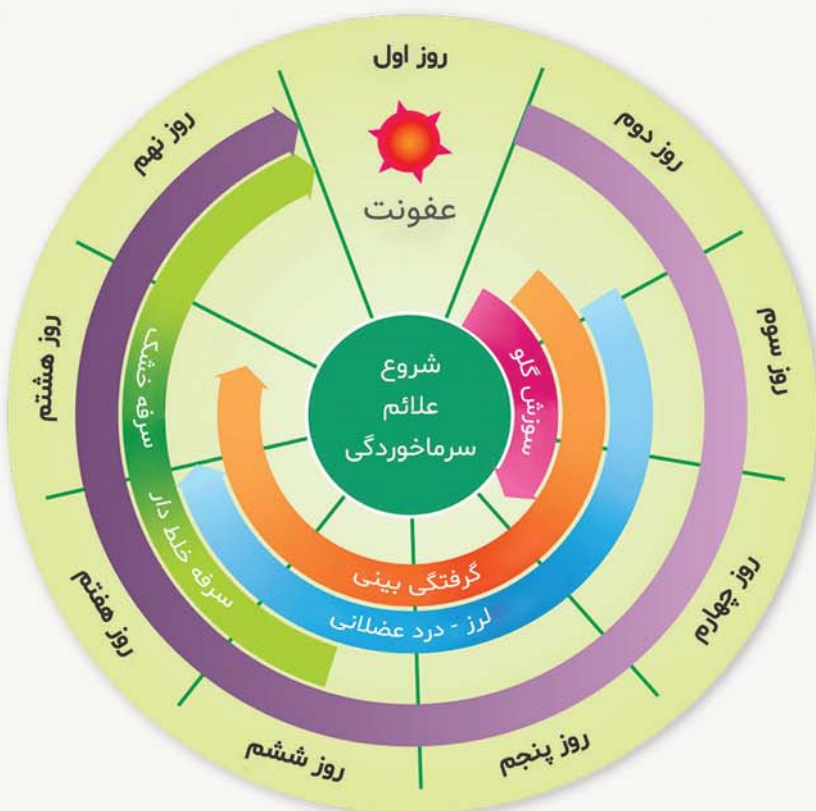 روز اول
عفونت
روز دوم
روز سوم
روز چهارم
روز پنجم
روز ششم
روز هفتم
روز هشتم
روز نهم
شروع
علائم
سرماخوردگی
سوزش گلو
گرفتگی بینی
لرز - درد عضلانی
سرفه خلط دار
سرفه خشک